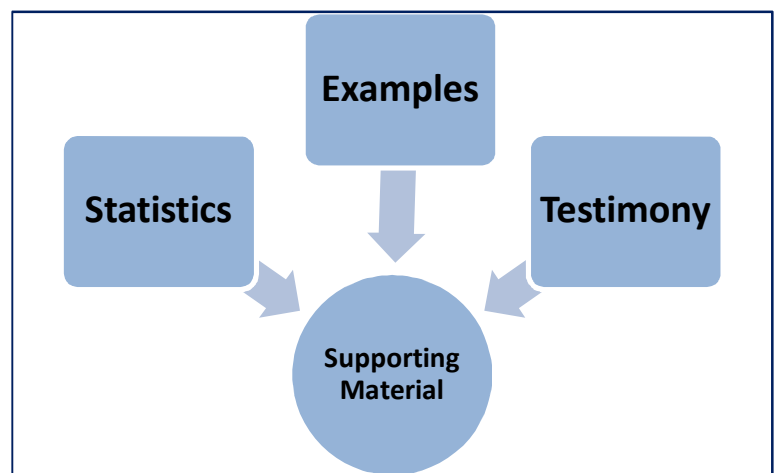 Examples
Statistics
Testimony
Supporting
Material